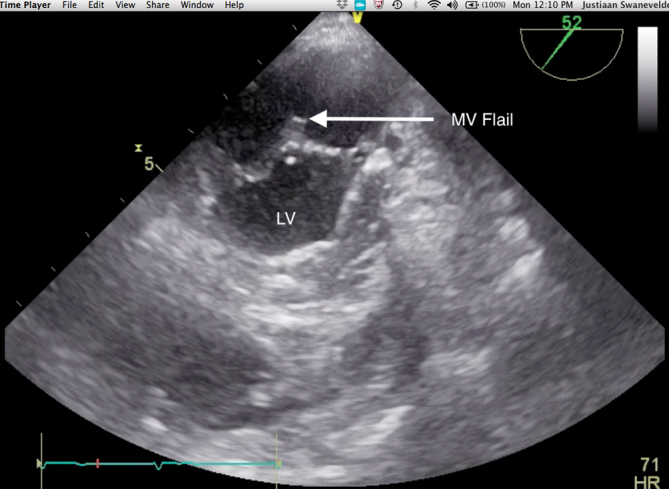 Time Player File Edit View Share Window Help (100%) Mon 12:10 PM Justiaan Swanevelde
52
MV Flail
5
LV
71
HR